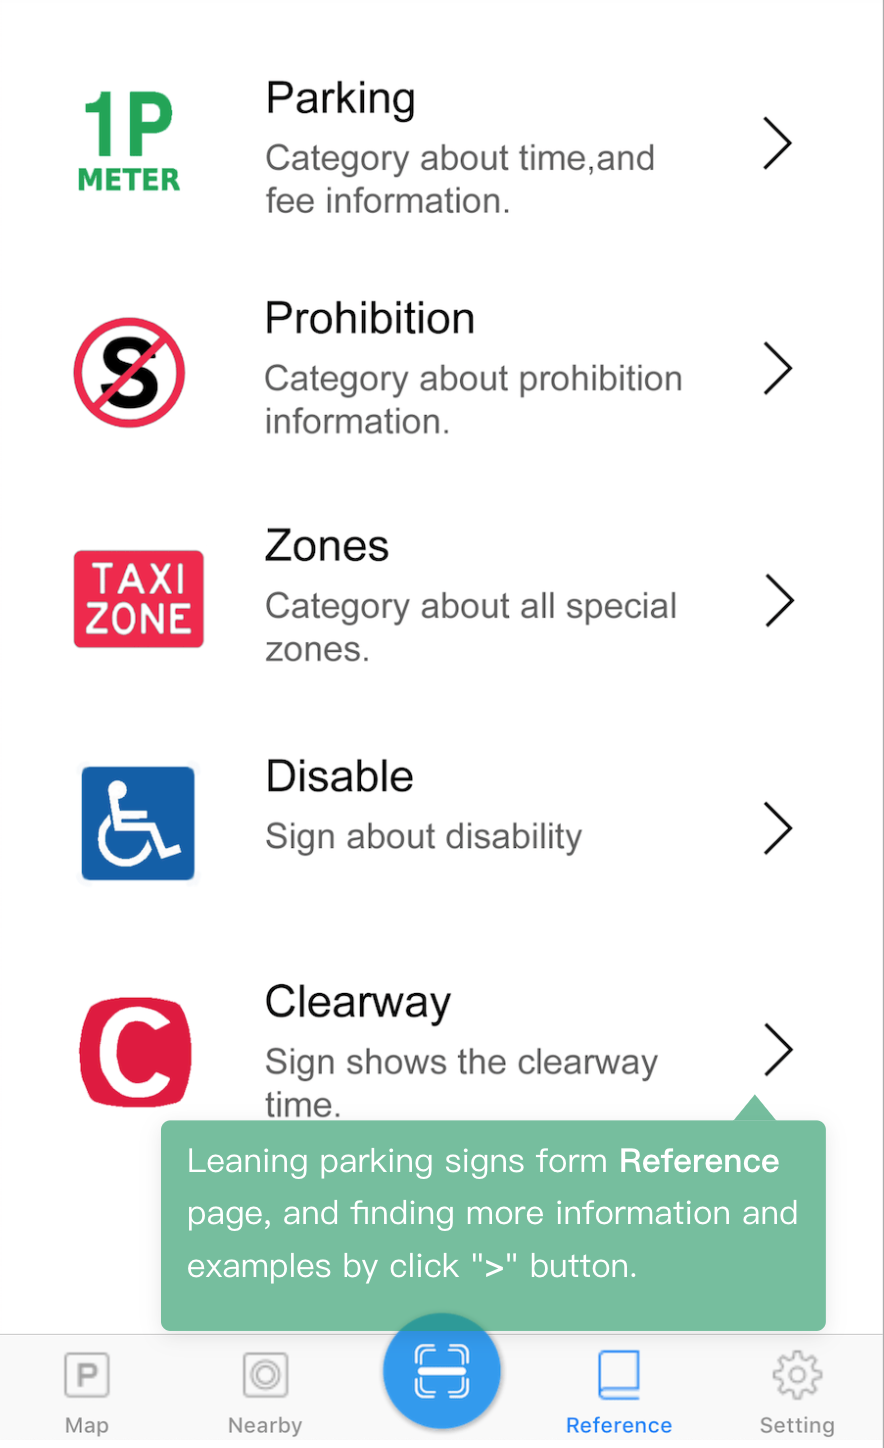 1P
METER
Parking
Category about time,and
fee information.
S
Prohibition
Category about prohibition
information.
TAXI
ZONE
Zones
Category about all special
zones.
Disable
Sign about disability
C
Clearway
Sign shows the clearway
time.
Leaning parking signs form Reference
page, and finding more information and
examples by click ">" button.
P
Map
Nearby
Reference
Setting